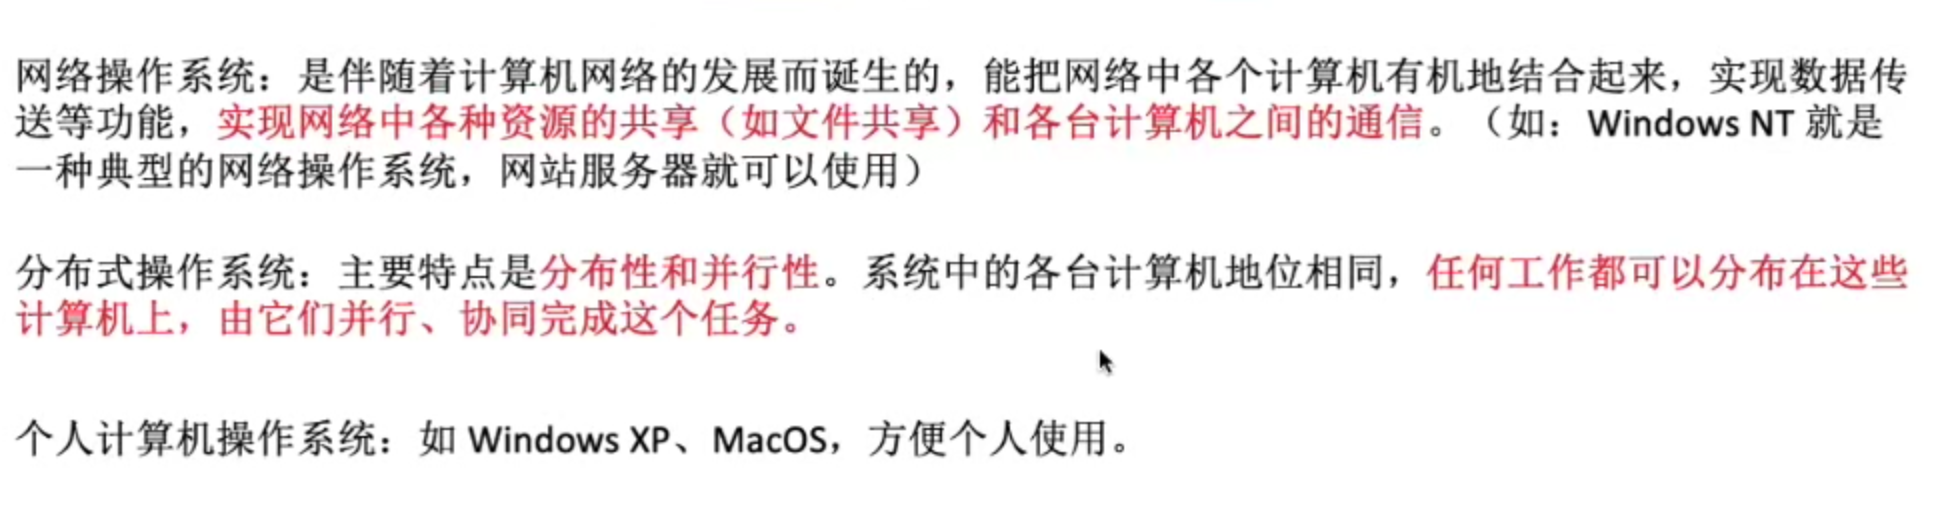 网络操作系统：是伴随着计算机网络的发展而诞生的，能把网络中各个计算机有机地结合起来，实现数据传
送等功能，实现网络中各种资源的共享（如文件共享）和各台计算机之间的通信。（如：Windows NT 就是
一种典型的网络操作系统，网站服务器就可以使用）
分布式操作系统：主要特点是分布性和并行性。系统中的各台计算机地位相同，任何工作都可以分布在这些
计算机上，由它们并行、协同完成这个任务。
个人计算机操作系统：如 Windows XP、MacOS，方便个人使用。